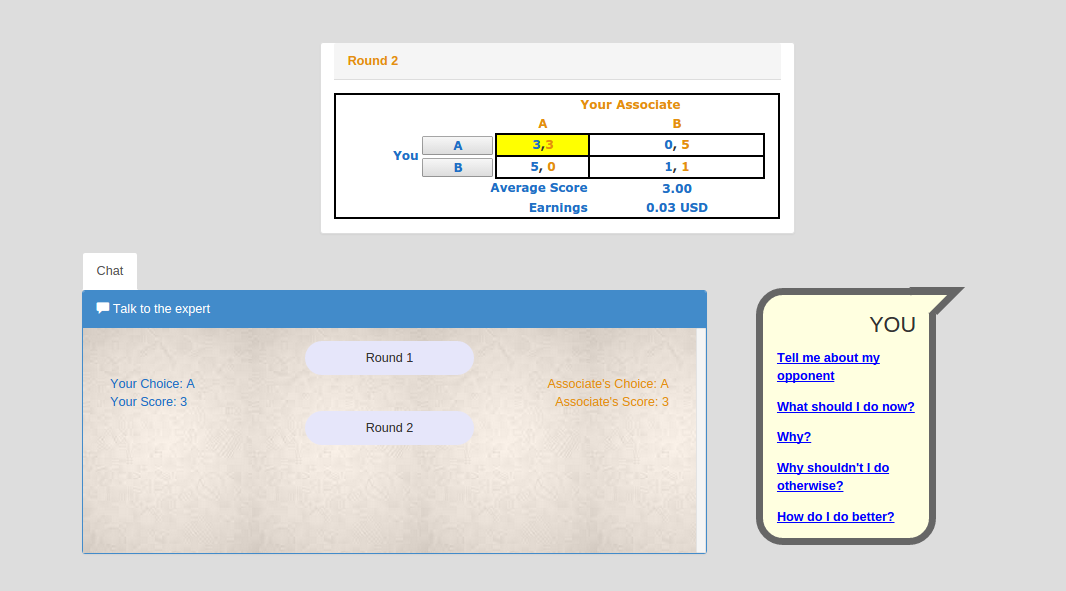 Round 2
Your Associate
A B
You A 3,3 0, 5
B 5, 0 1, 1
Average Score 3.00
Earnings 0.03 USD
Chat
Talk to the expert
Round 1
Your Choice: A Associate's Choice: A
Your Score: 3 Associate's Score: 3
Round 2
YOU
Tell me about my
opponent
What should I do now?
Why?
Why shouldn't I do
otherwise?
How do I do better?